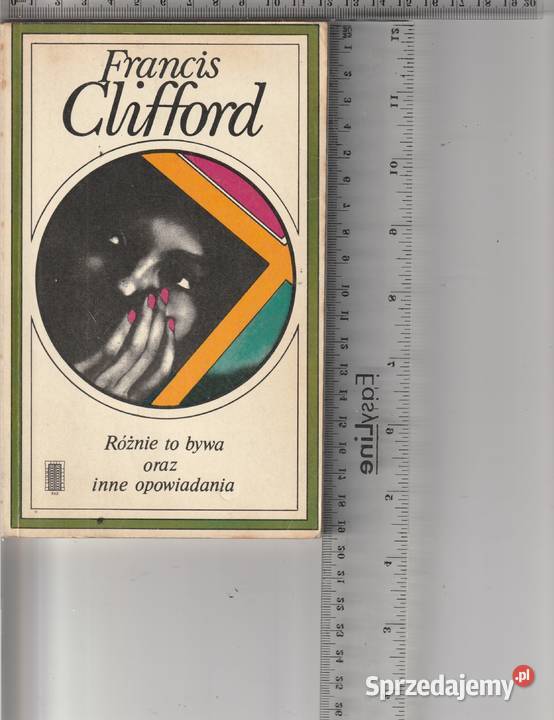 Francis
Clifford
Różnie to bywa
oraz
inne opowiadania
EasyLine
Sprzedajemy.pl